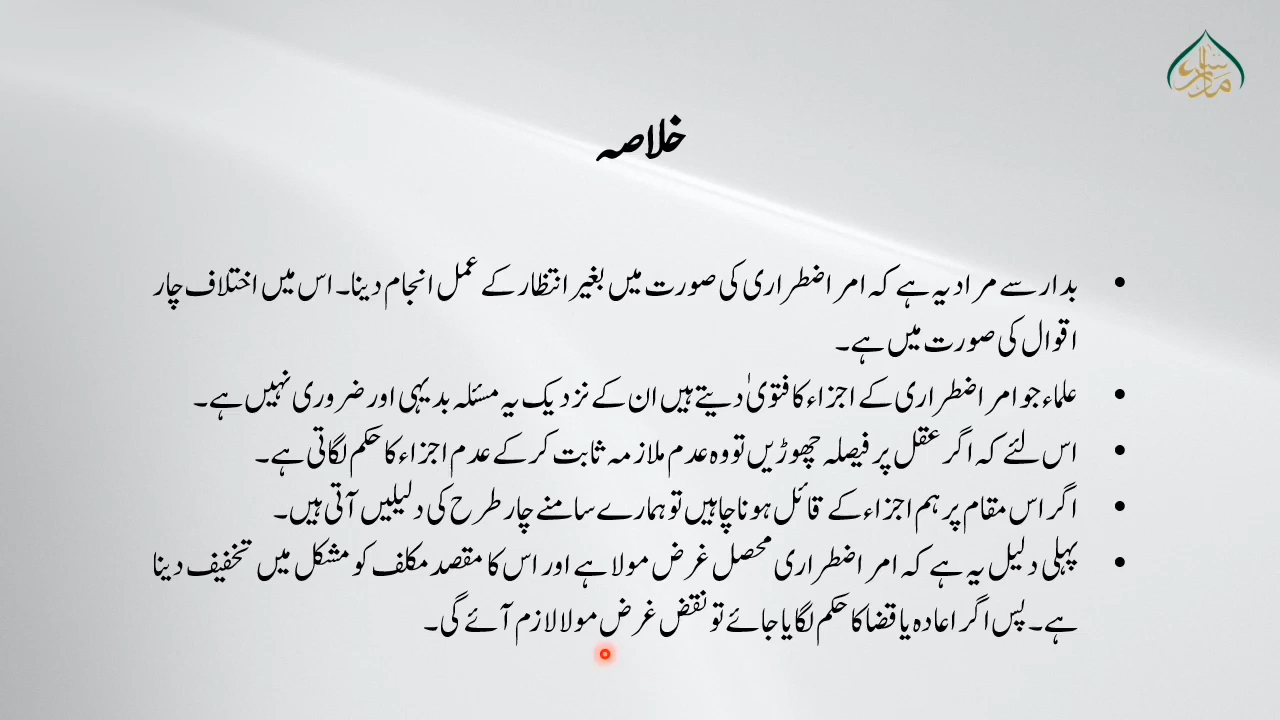 خلاصہ
بدار سے مراد یہ ہے کہ امر اضطراری کی صورت میں بغیر انتظار کے عمل انجام دینا۔ اس میں اختلاف چار
اقوال کی صورت میں ہے۔
علماء جو امر اضطراری کے اجزاء کا فتویٰ دیتے ہیں ان کے نزدیک یہ مسئلہ بدیہی اور ضروری نہیں ہے۔
اس لئے کہ اگر عقل پر فیصلہ چھوڑیں تو وہ عدم ملازمہ ثابت کر کے عدم اجزاء کا حکم لگاتی ہے۔
اگر اس مقام پر ہم اجزاء کے قائل ہونا چاہیں تو ہمارے سامنے چار طرح کی دلیلیں آتی ہیں۔
پہلی دلیل یہ ہے کہ امر اضطراری محصل غرض مولا ہے اور اس کا مقصد مکلف کو مشکل میں تخفیف دینا
ہے۔ پس اگر اعادہ یا قضا کا حکم لگایا جائے تو نقض غرض مولا لازم آئے گی۔